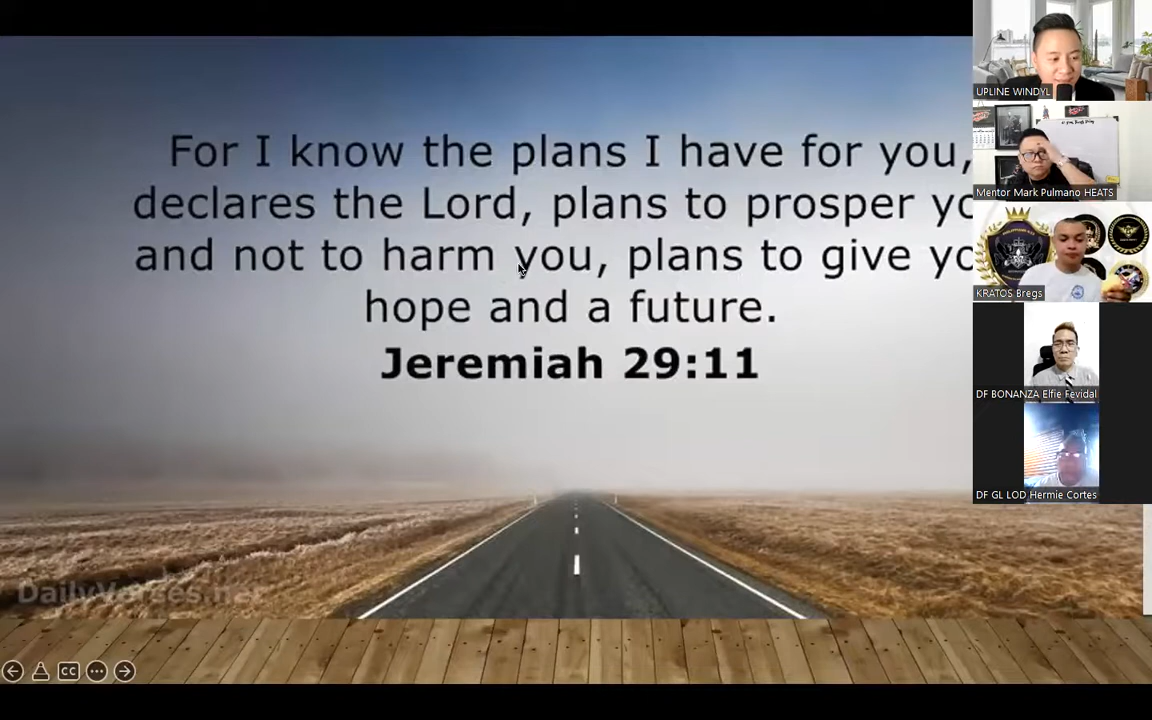 For I know the plans I have for you,
declares the Lord, plans to prosper yo
and not to harm you, plans to give yo
hope and a future.
Jeremiah 29:11
DailyVerses.net
CC
UPLINE WINDYL
Mentor Mark Pulmano HEATS
KRATOS Bregs
DF BONANZA Elfie Fevidal
DF GL LOD Hermie Cortes